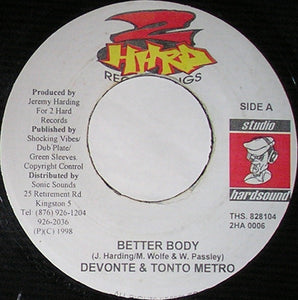 2
HARD
RECORDINGS
Produced by
Jeremy Harding
For 2 Hard
Records
Published by
Shocking Vibes/
Dub Plate/
Green Sleeves
Copyright Control
Distributed by
Sonic Sounds
25 Retirement Rd
Kingston 5
Tel: (876) 926-1204
926-2036
(P)(C) 1998
SIDE A
studio
hardsound
THS. 828104
2HA 0006
BETTER BODY
(J. Harding/M. Wolfe & W. Passley)
DEVONTE & TONTO METRO